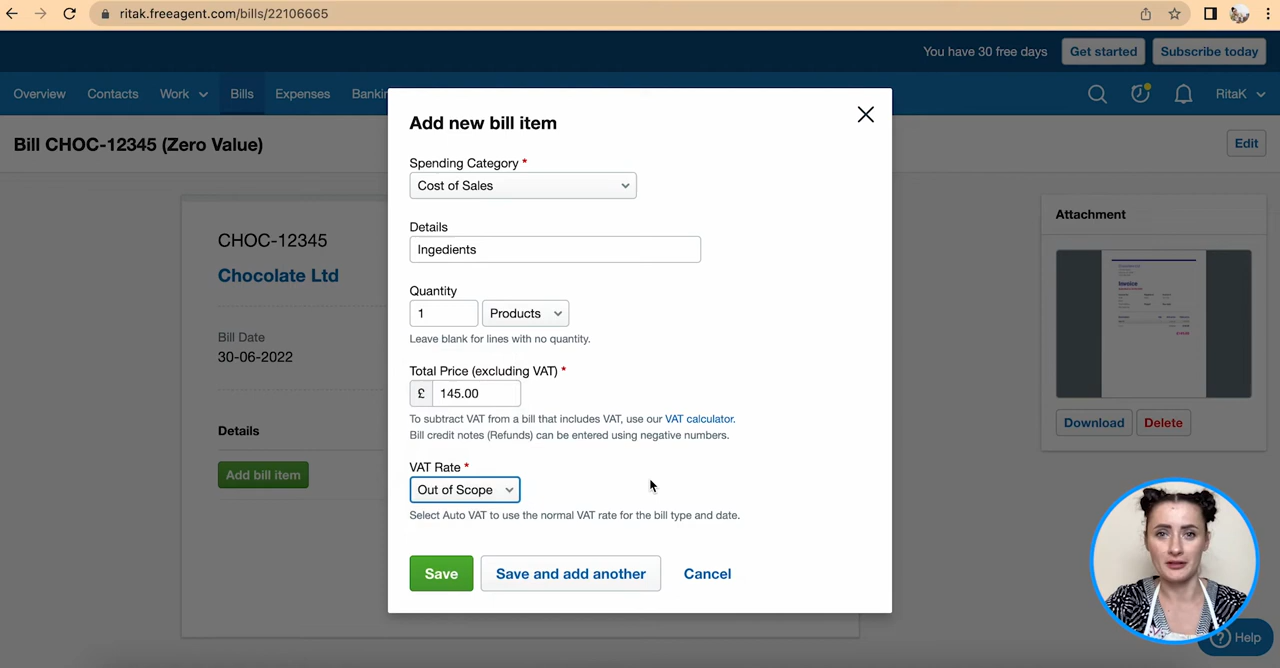 ritak.freeagent.com/bills/22106665
You have 30 free days
Get started
Subscribe today
Overview
Contacts
Work
Bills
Expenses
Bankin
RitaK
Bill CHOC-12345 (Zero Value)
Edit
Add new bill item
Spending Category *
Cost of Sales
Details
Ingedients
Quantity
1
Products
Leave blank for lines with no quantity.
Total Price (excluding VAT) *
£ 145.00
To subtract VAT from a bill that includes VAT, use our VAT calculator.
Bill credit notes (Refunds) can be entered using negative numbers.
VAT Rate *
Out of Scope
Select Auto VAT to use the normal VAT rate for the bill type and date.
Save
Save and add another
Cancel
CHOC-12345
Chocolate Ltd
Bill Date
30-06-2022
Details
Add bill item
Attachment
Invoice
Download
Delete
? Help